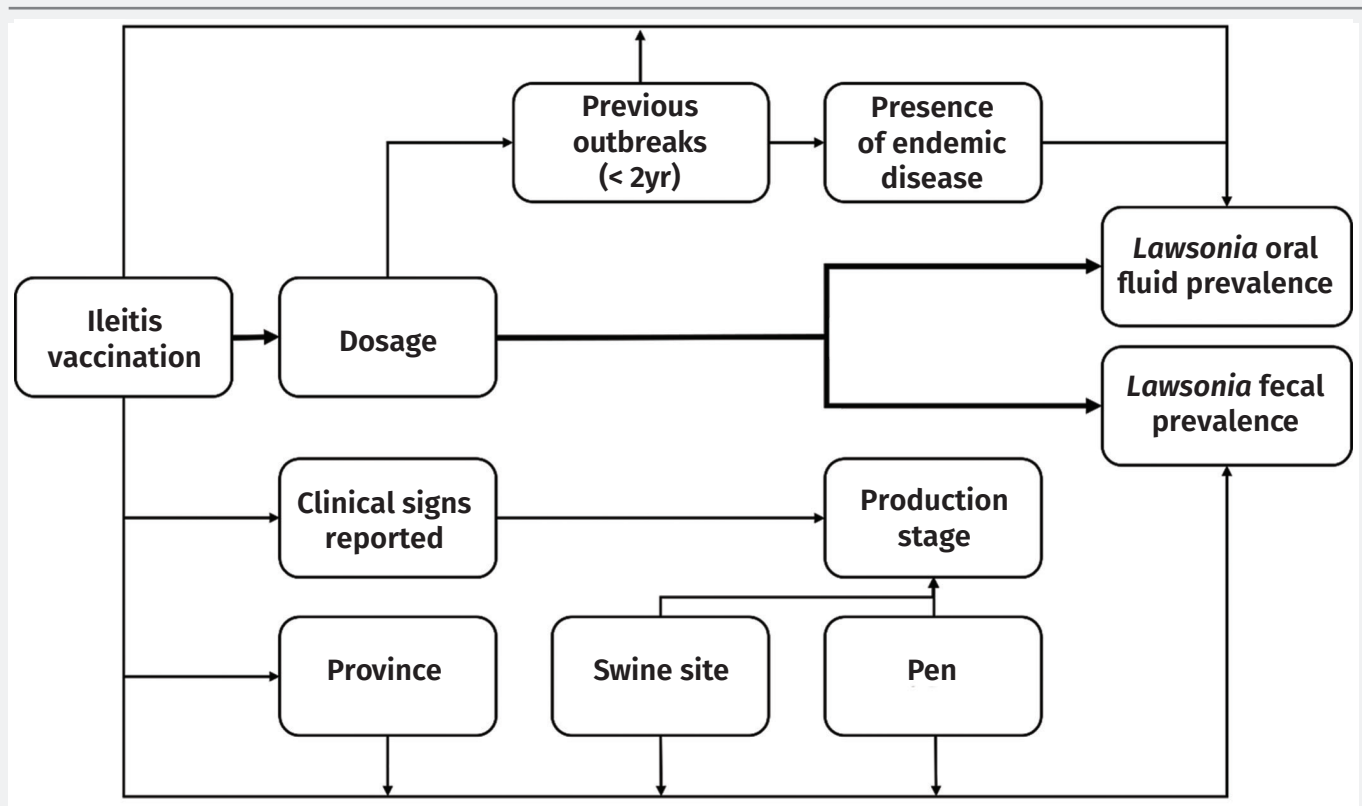 Previous
outbreaks
(< 2yr)
Presence
of endemic
disease
Lawsonia oral
fluid prevalence
Ileitis
vaccination
Dosage
Lawsonia fecal
prevalence
Clinical signs
reported
Production
stage
Province
Swine site
Pen